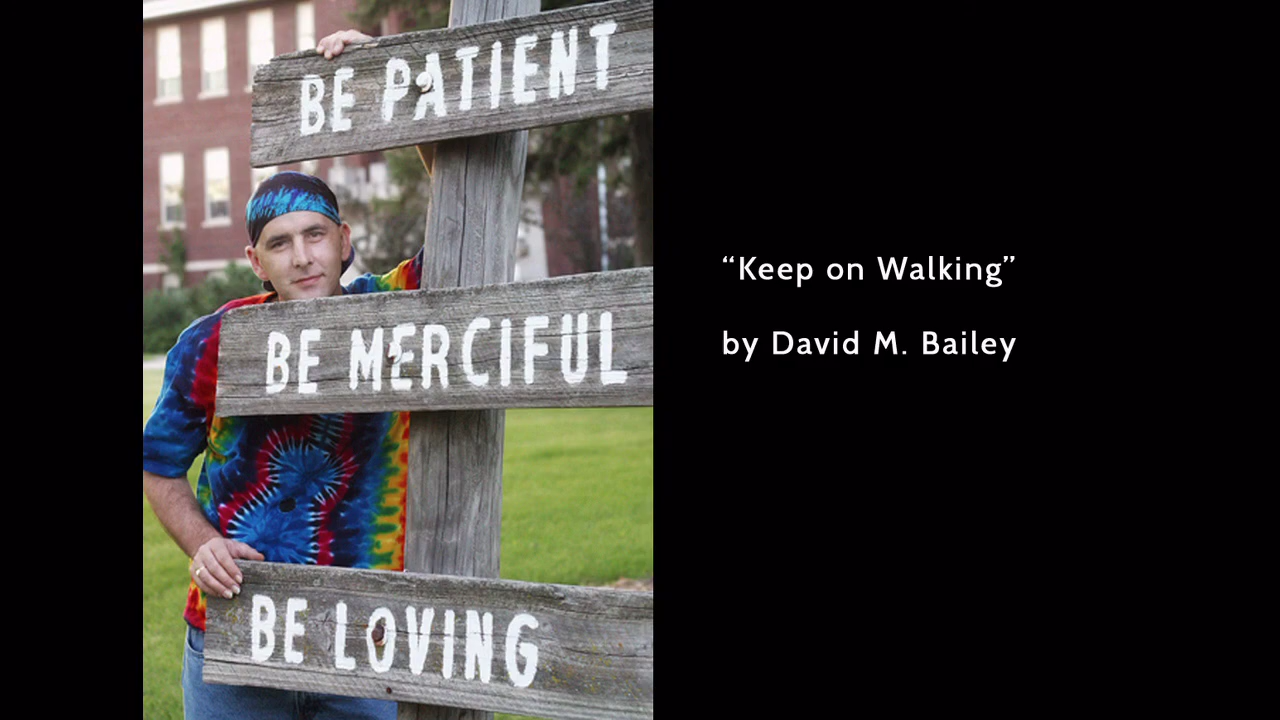 BE PATIENT
BE MERCIFUL
BE LOVING
“Keep on Walking”
by David M. Bailey